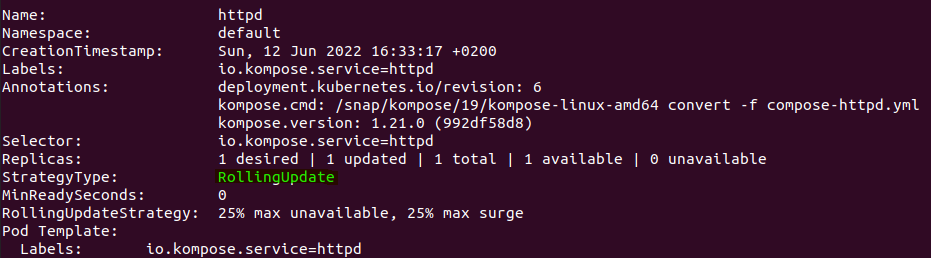 Name: httpd
Namespace: default
CreationTimestamp: Sun, 12 Jun 2022 16:33:17 +0200
Labels: io.kompose.service=httpd
Annotations: deployment.kubernetes.io/revision: 6
kompose.cmd: /snap/kompose/19/kompose-linux-amd64 convert -f compose-httpd.yml
kompose.version: 1.21.0 (992df58d8)
Selector: io.kompose.service=httpd
Replicas: 1 desired | 1 updated | 1 total | 1 available | 0 unavailable
StrategyType: RollingUpdate
MinReadySeconds: 0
RollingUpdateStrategy: 25% max unavailable, 25% max surge
Pod Template:
Labels: io.kompose.service=httpd